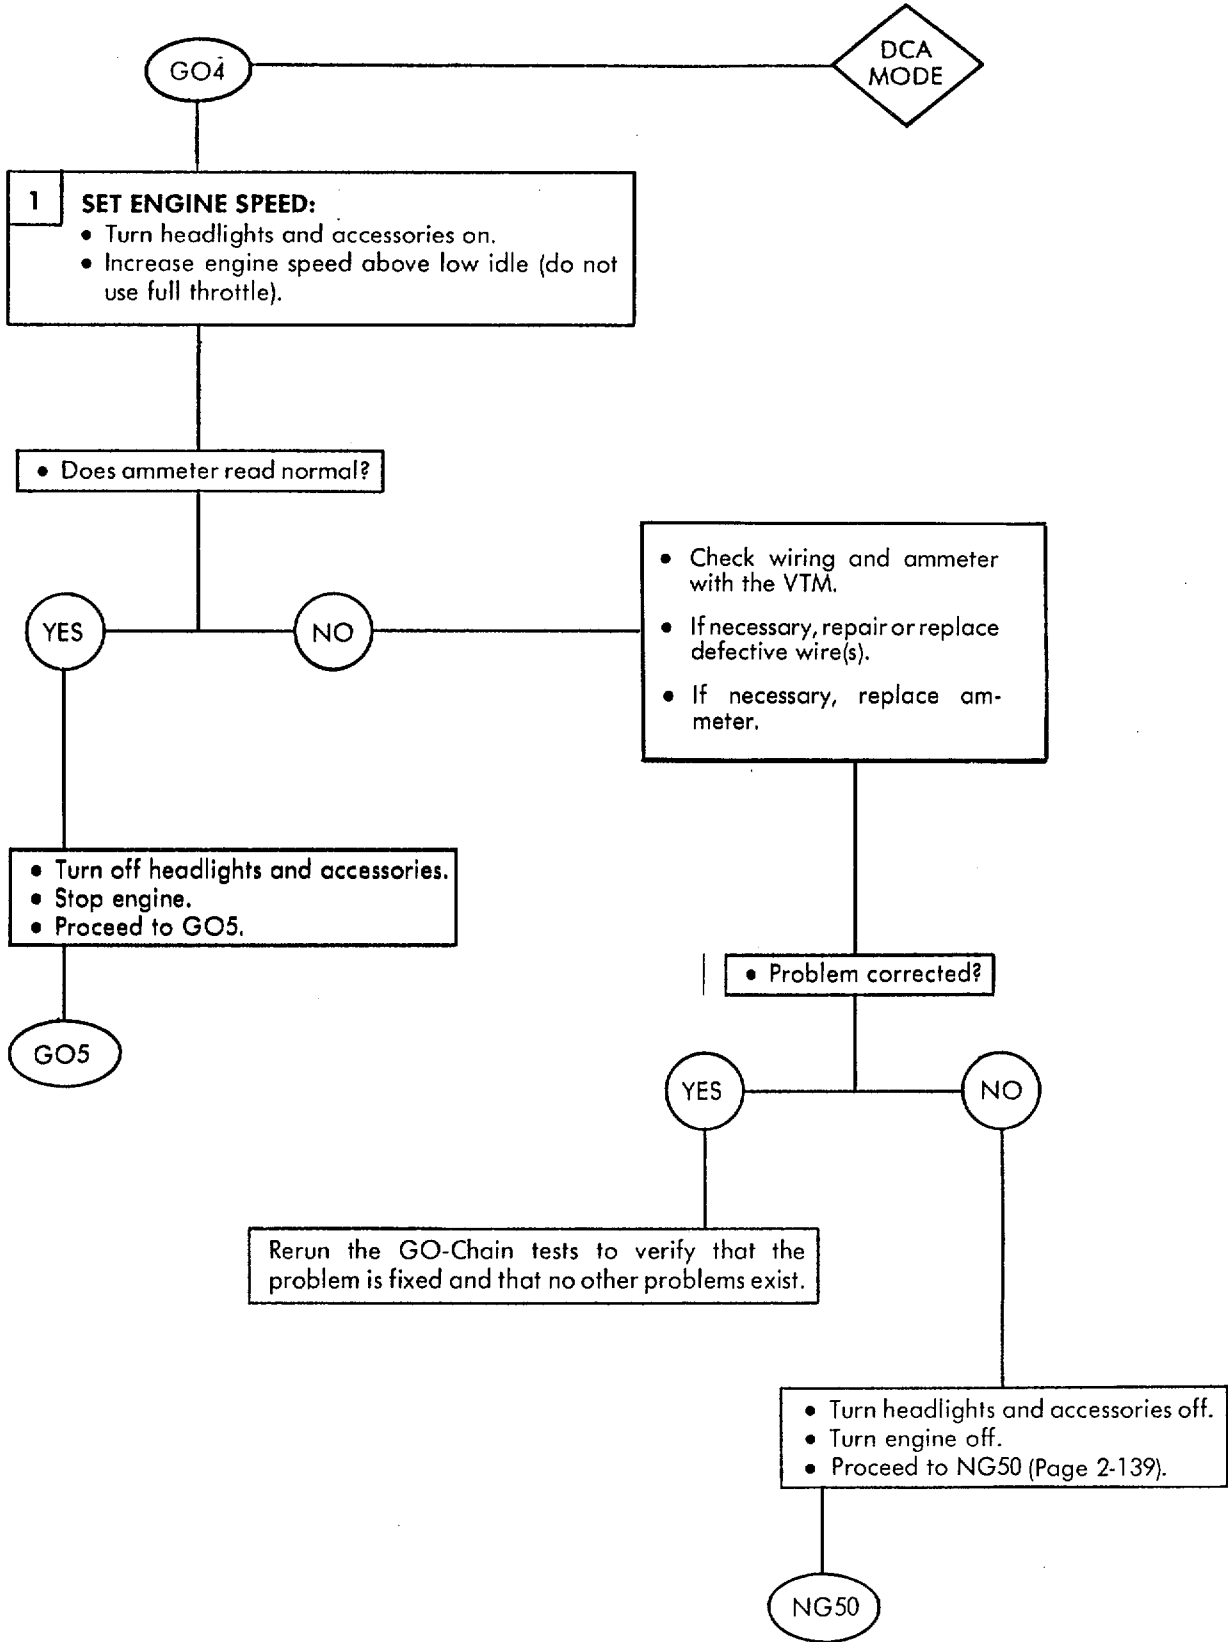 GO4
DCA
MODE
1
SET ENGINE SPEED:
• Turn headlights and accessories on.
• Increase engine speed above low idle (do not
use full throttle).
• Does ammeter read normal?
• Check wiring and ammeter
with the VTM.
• If necessary, repair or replace
defective wire(s).
• If necessary, replace am-
meter.
YES
NO
• Turn off headlights and accessories.
• Stop engine.
• Proceed to GO5.
• Problem corrected?
GO5
YES
NO
Rerun the GO-Chain tests to verify that the
problem is fixed and that no other problems exist.
• Turn headlights and accessories off.
• Turn engine off.
• Proceed to NG50 (Page 2-139).
NG50